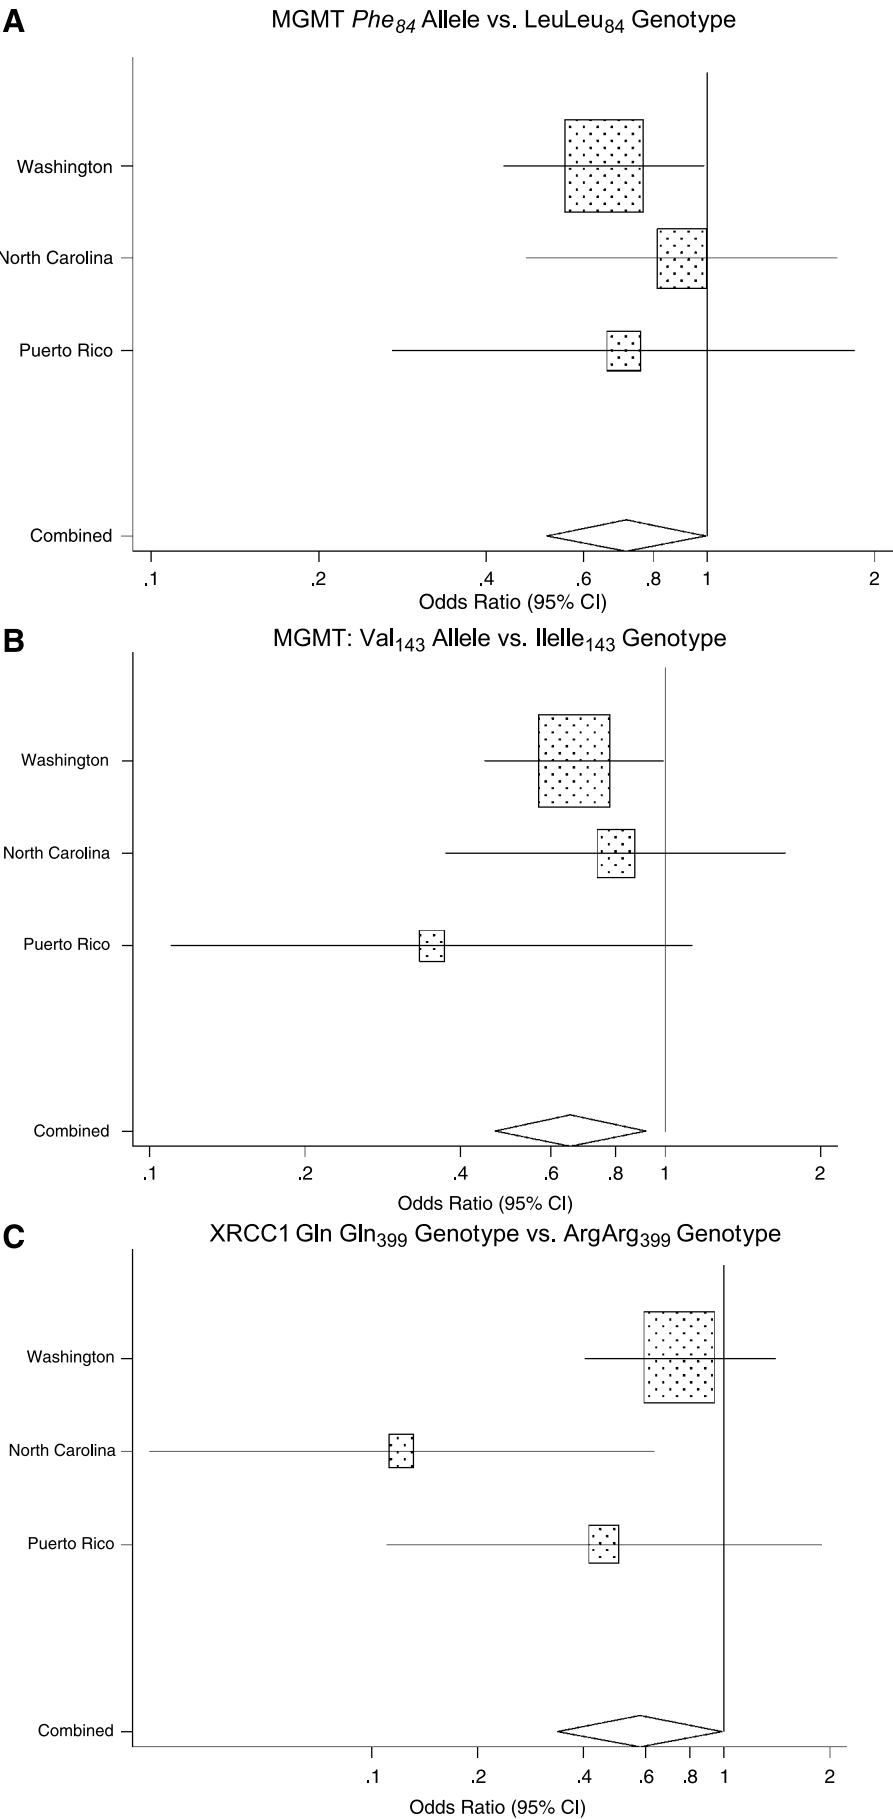 A
MGMT Phe84 Allele vs. LeuLeu84 Genotype
Washington
North Carolina
Puerto Rico
Combined
.1 .2 .4 .6 .8 1 2
Odds Ratio (95% CI)
B
MGMT: Val143 Allele vs. IleIle143 Genotype
Washington
North Carolina
Puerto Rico
Combined
.1 .2 .4 .6 .8 1 2
Odds Ratio (95% CI)
C
XRCC1 Gln Gln399 Genotype vs. ArgArg399 Genotype
Washington
North Carolina
Puerto Rico
Combined
.1 .2 .4 .6 .8 1 2
Odds Ratio (95% CI)